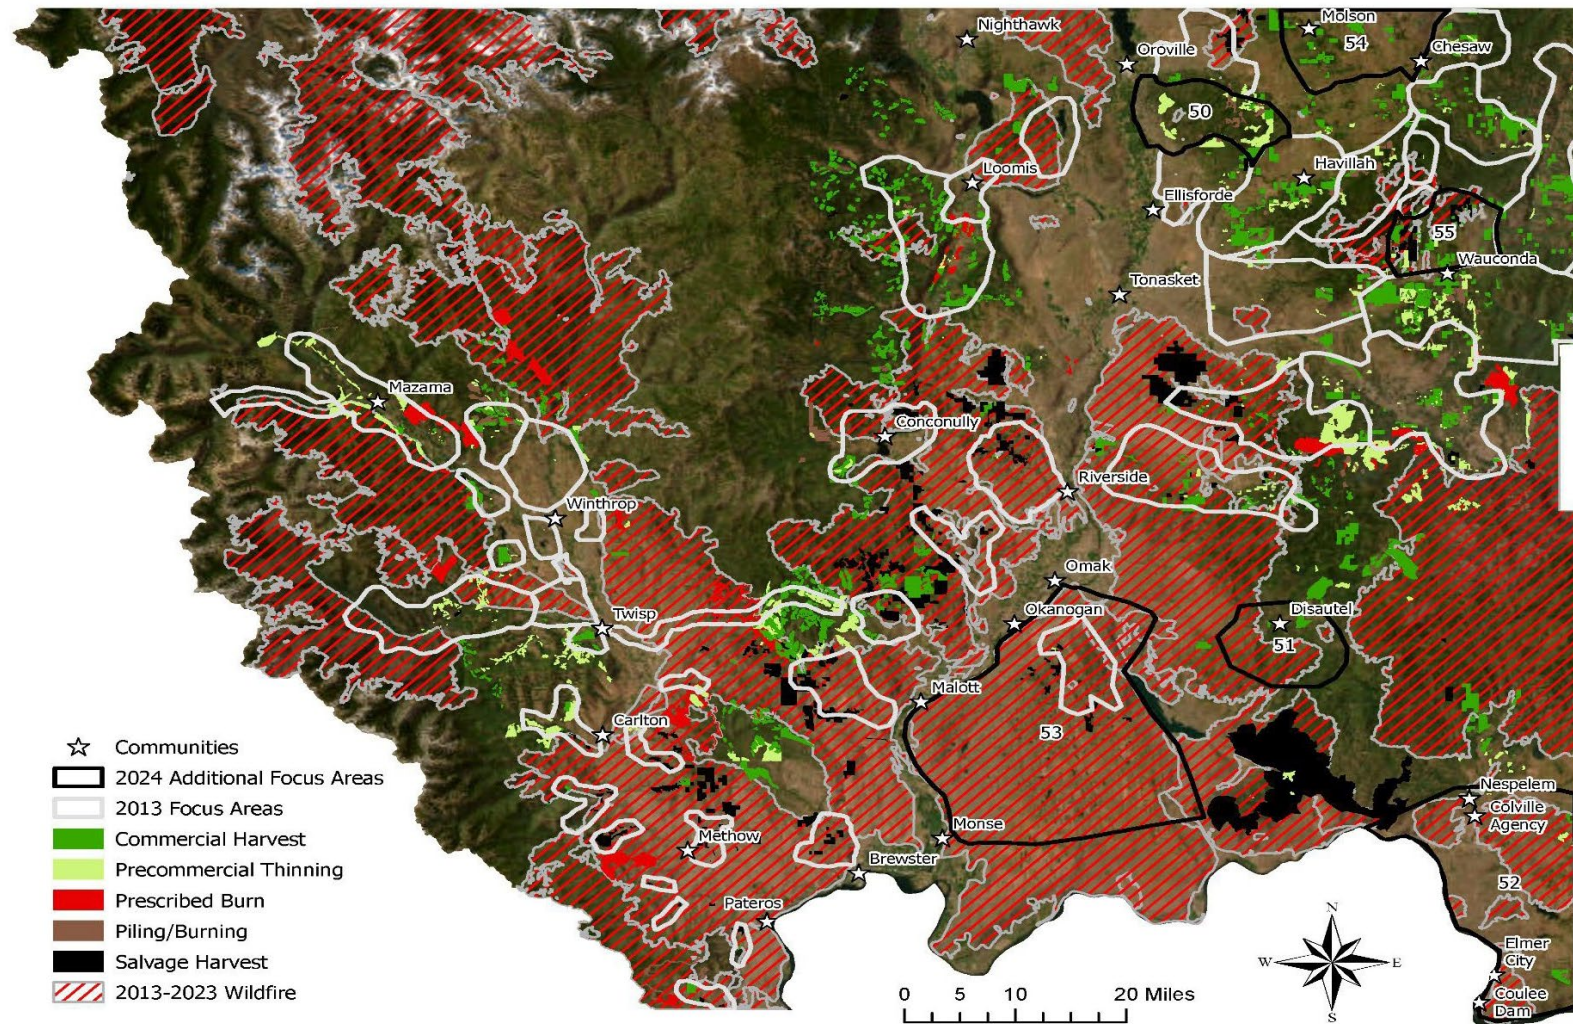 Nighthawk
Molson
54
Chesaw
Oroville
50
Loomis
Havillah
Ellisforde
55
Wauconda
Tonasket
Mazama
Conconully
Riverside
Winthrop
Omak
Okanogan
Disautel
51
Twisp
Malott
53
Carlton
Communities
2024 Additional Focus Areas
2013 Focus Areas
Commercial Harvest
Precommercial Thinning
Prescribed Burn
Piling/Burning
Salvage Harvest
2013-2023 Wildfire
Methow
Monse
Brewster
Pateros
Nespelem
Colville
Agency
52
Elmer
City
Coulee
Dam
N
W
E
S
0 5 10 20 Miles